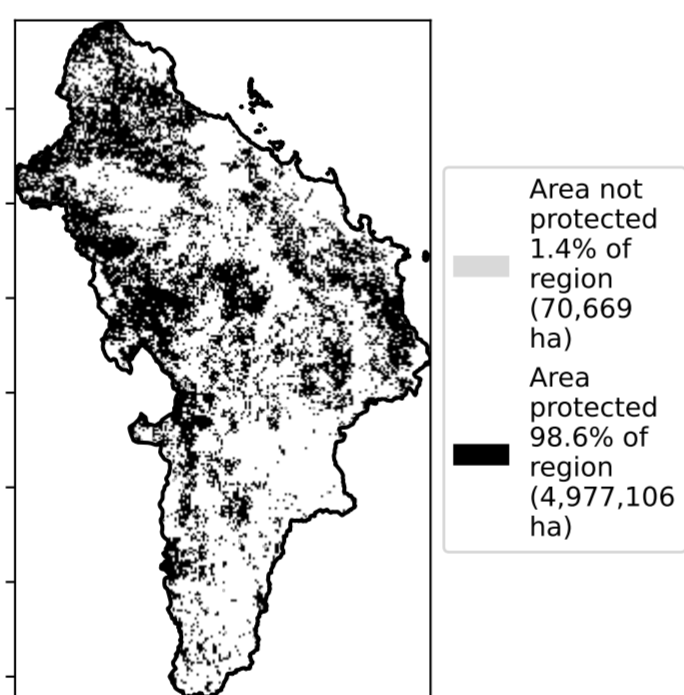 Area not
protected
1.4% of
region
(70,669
ha)
Area
protected
98.6% of
region
(4,977,106
ha)